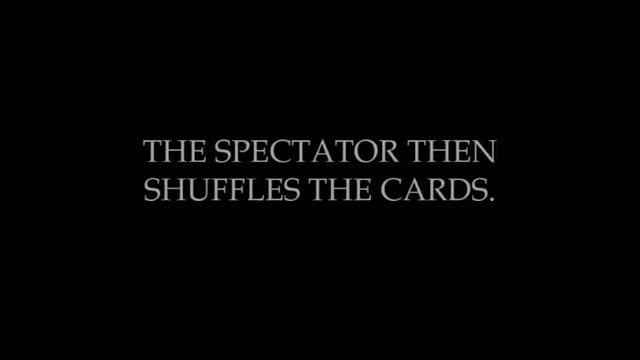 THE SPECTATOR THEN
SHUFFLES THE CARDS.